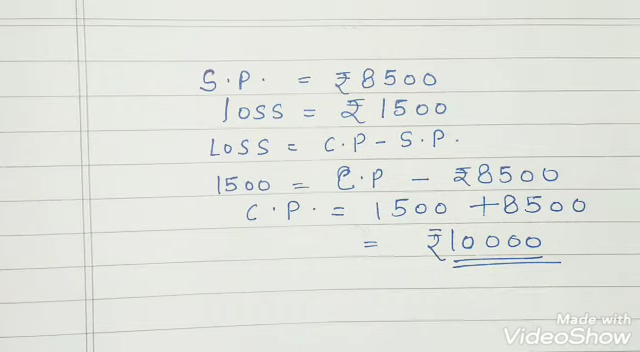 S.P. = ₹8500
loss = ₹1500
Loss = C.P - S.P.
1500 = C.P - ₹8500
C.P. = 1500 + 8500
= ₹10000
Made with
VideoShow